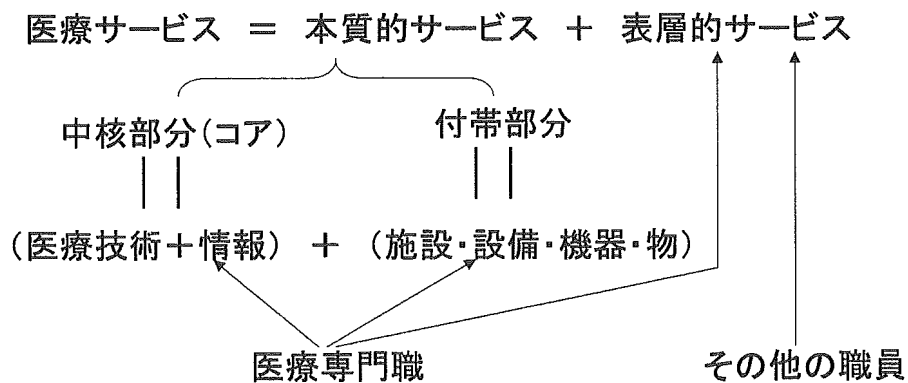 医療サービス = 本質的サービス + 表層的サービス
中核部分(コア) 付帯部分
(医療技術+情報) + (施設・設備・機器・物)
医療専門職 その他の職員